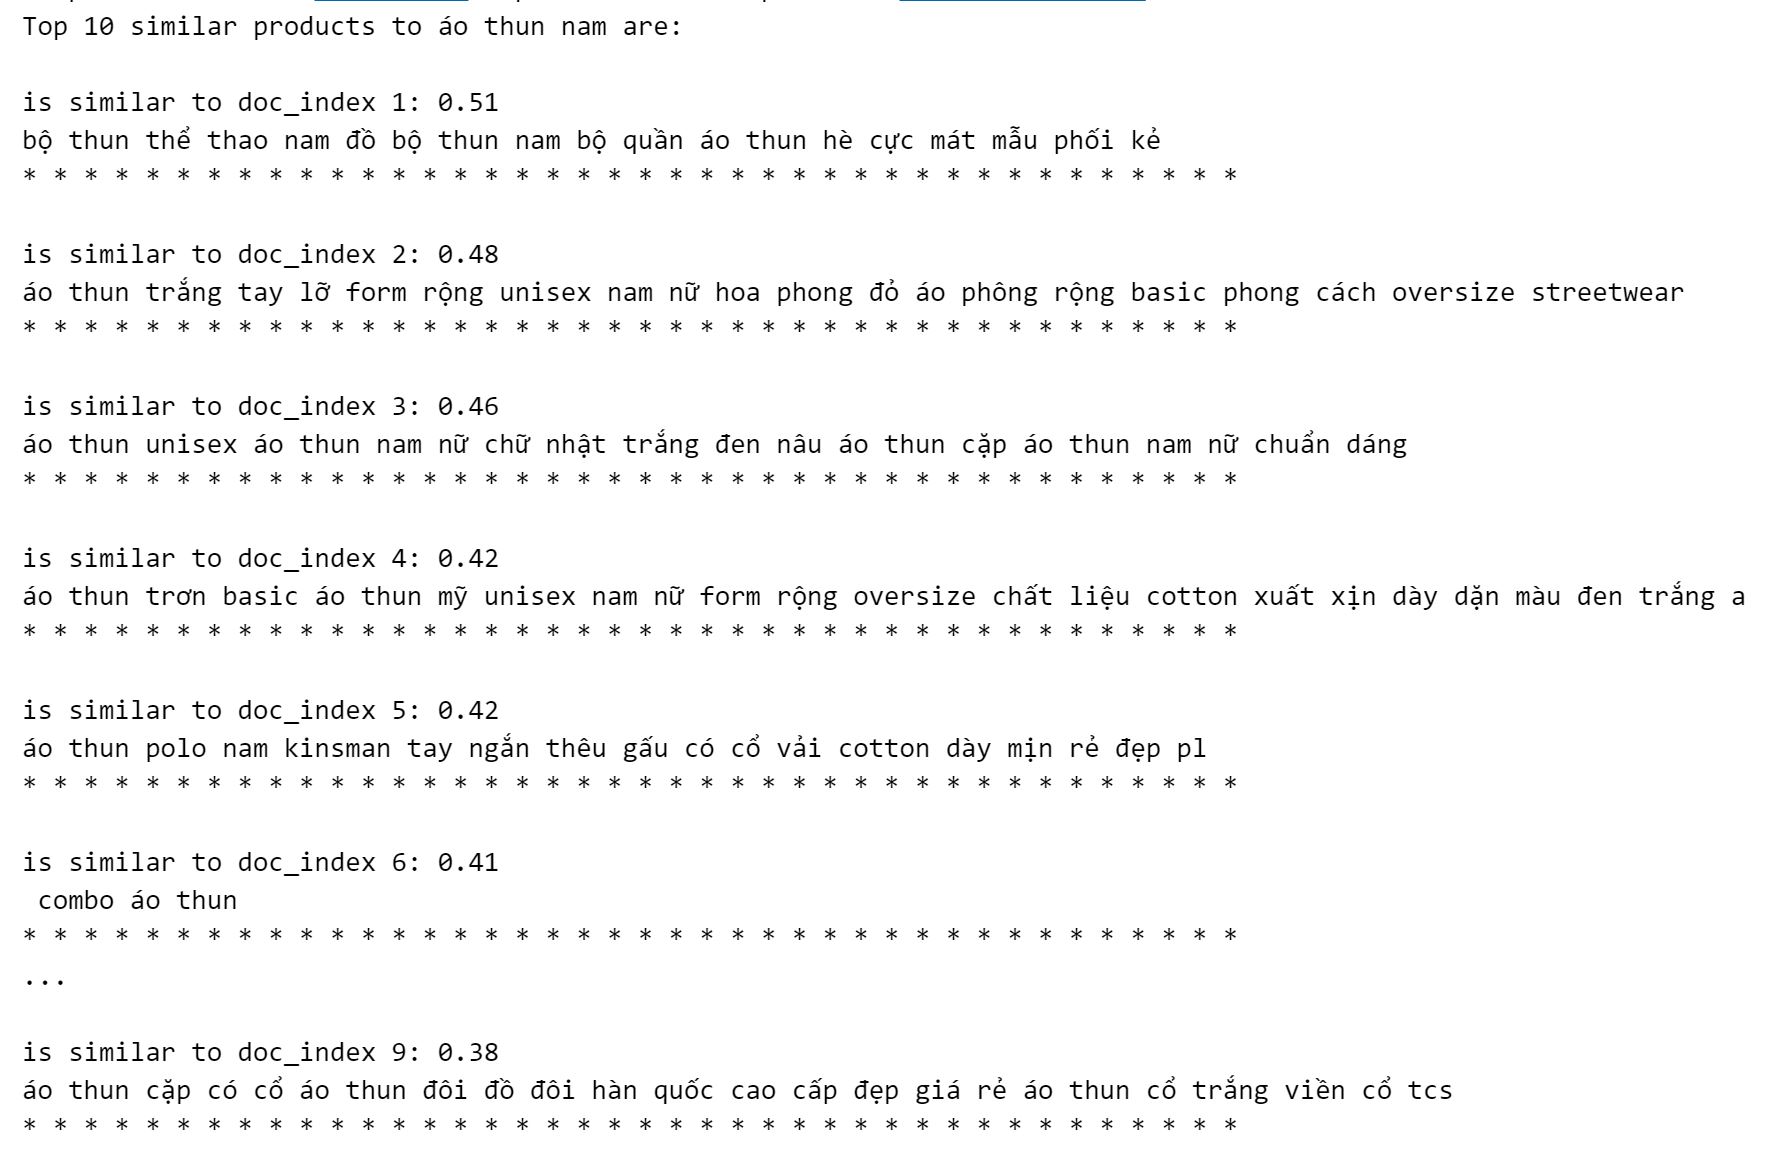 Top 10 similar products to áo thun nam are:
is similar to doc_index 1: 0.51
bộ thun thể thao nam đồ bộ thun nam bộ quần áo thun hè cực mát mẫu phối kẻ
* * * * * * * * * * * * * * * * * * * * * * * * * * * * * * * * * * * * * * * *
is similar to doc_index 2: 0.48
áo thun trắng tay lỡ form rộng unisex nam nữ hoa phong đỏ áo phông rộng basic phong cách oversize streetwear
* * * * * * * * * * * * * * * * * * * * * * * * * * * * * * * * * * * * * * * *
is similar to doc_index 3: 0.46
áo thun unisex áo thun nam nữ chữ nhật trắng đen nâu áo thun cặp áo thun nam nữ chuẩn dáng
* * * * * * * * * * * * * * * * * * * * * * * * * * * * * * * * * * * * * * * *
is similar to doc_index 4: 0.42
áo thun trơn basic áo thun mỹ unisex nam nữ form rộng oversize chất liệu cotton xuất xịn dày dặn màu đen trắng a
* * * * * * * * * * * * * * * * * * * * * * * * * * * * * * * * * * * * * * * *
is similar to doc_index 5: 0.42
áo thun polo nam kinsman tay ngắn thêu gấu có cổ vải cotton dày mịn rẻ đẹp pl
* * * * * * * * * * * * * * * * * * * * * * * * * * * * * * * * * * * * * * * *
is similar to doc_index 6: 0.41
combo áo thun
* * * * * * * * * * * * * * * * * * * * * * * * * * * * * * * * * * * * * * * *
...
is similar to doc_index 9: 0.38
áo thun cặp có cổ áo thun đôi đồ đôi hàn quốc cao cấp đẹp giá rẻ áo thun cổ trắng viền cổ tcs
* * * * * * * * * * * * * * * * * * * * * * * * * * * * * * * * * * * * * * * *